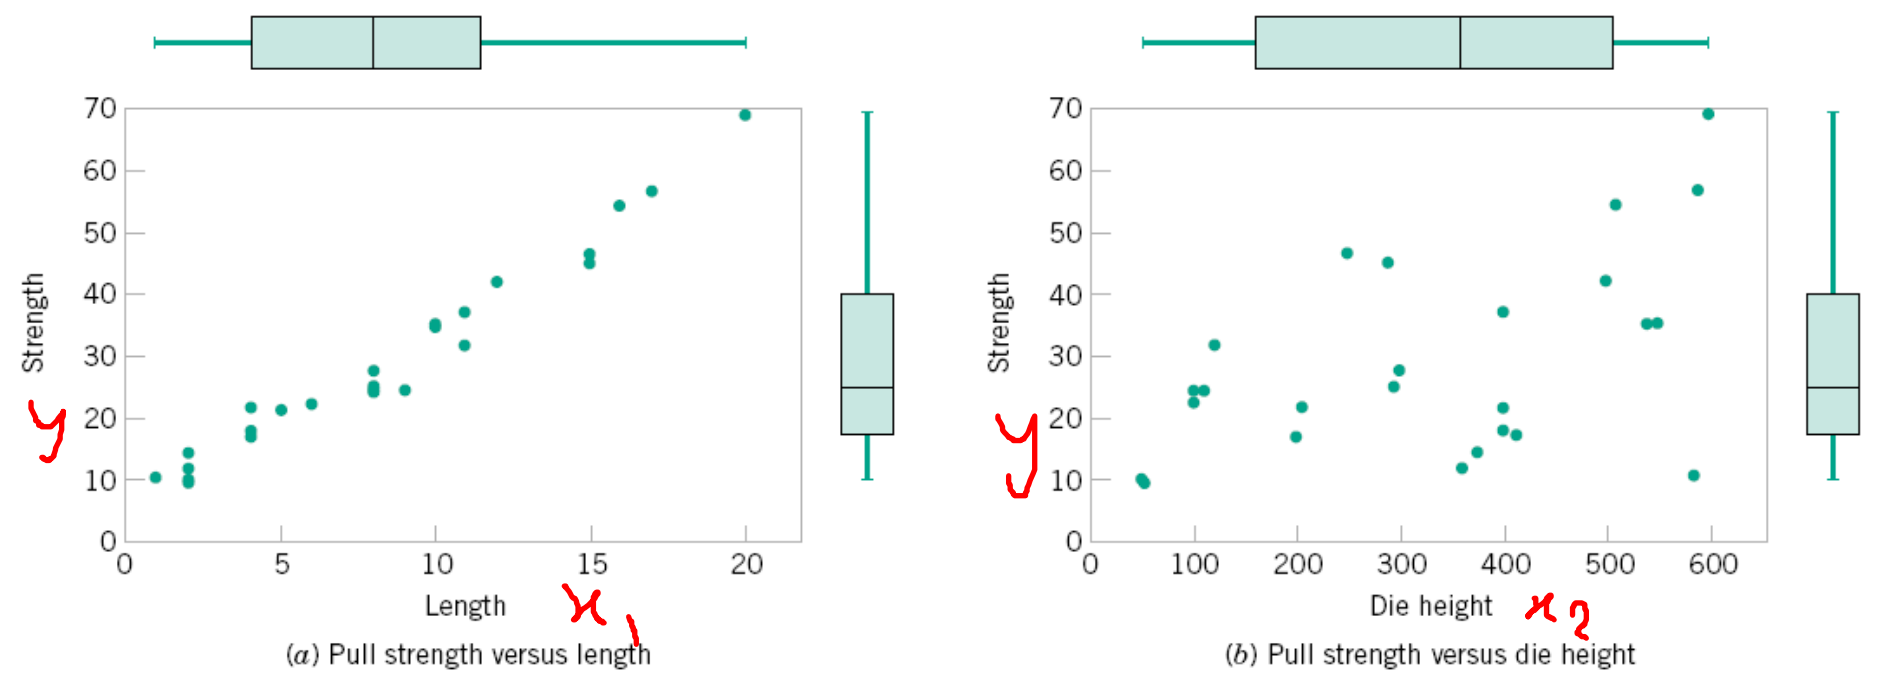 70 70
60 60
50 50
40 40
30 30
20 20
10 10
0 0
Strength Strength
y y
0 5 10 15 20 0 100 200 300 400 500 600
Length x1 Die height x2
(a) Pull strength versus length (b) Pull strength versus die height